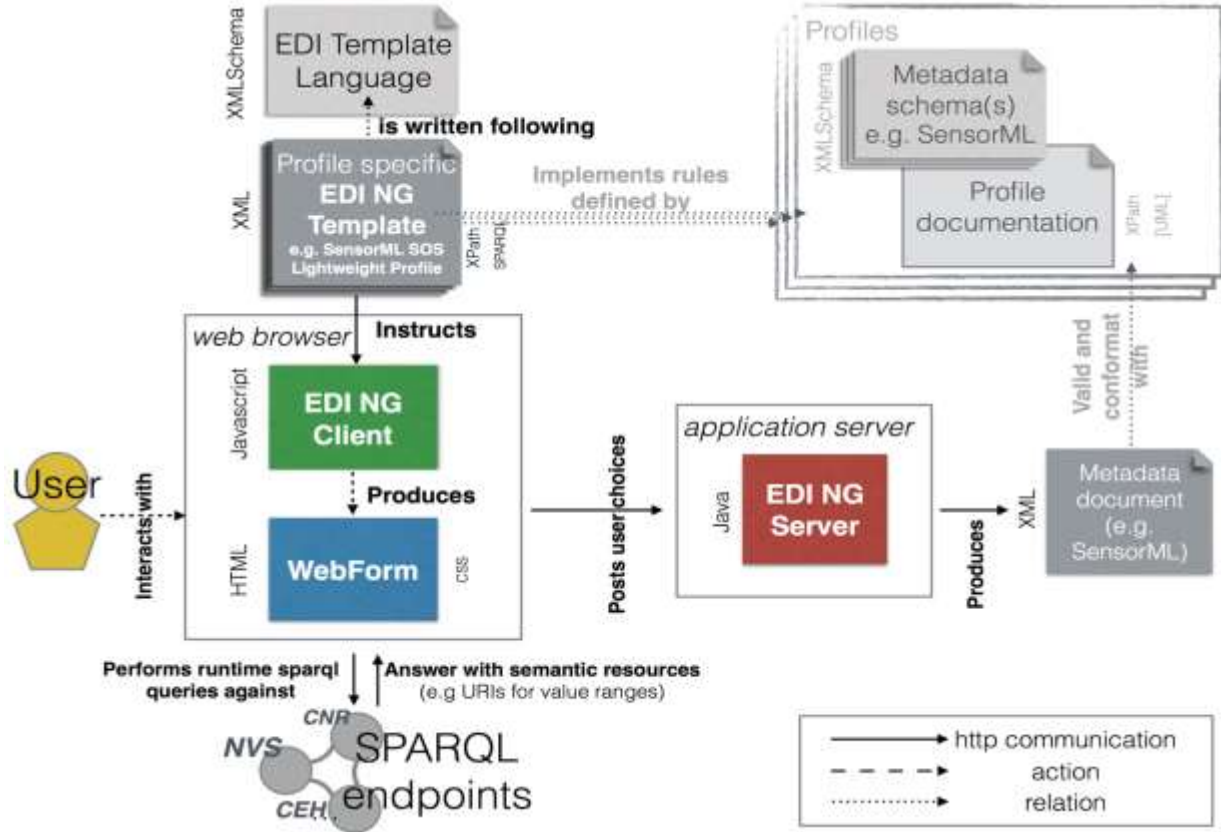 XMLSchema
EDI Template
Language
is written following
XML
Profile specific
EDI NG
Template
e.g. SensorML SOS
Lightweight Profile
XPath
SPARQL
Implements rules
defined by
Profiles
XMLSchema
Metadata
schema(s)
e.g. SensorML
Profile
documentation
XPath
[UML]
Valid and
conformat
with
web browser
Instructs
Javascript
EDI NG
Client
Produces
HTML
WebForm
CSS
User
Interacts with
Posts user choices
application server
Java
EDI NG
Server
Produces
XML
Metadata
document
(e.g.
SensorML)
Performs runtime sparql
queries against
Answer with semantic resources
(e.g URIs for value ranges)
CNR
NVS
CEH
SPARQL
endpoints
http communication
action
relation